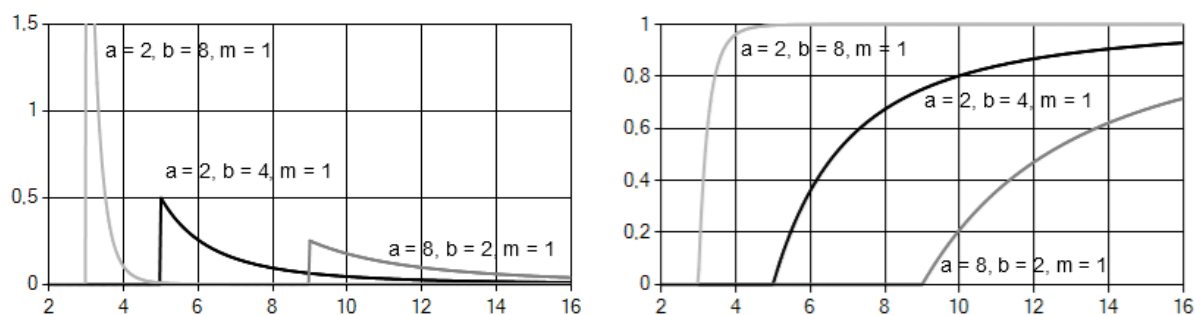 1.5
1
0.5
0
2 4 6 8 10 12 14 16
a = 2, b = 8, m = 1
a = 2, b = 4, m = 1
a = 8, b = 2, m = 1
1
0,8
0,6
0,4
0,2
0
2 4 6 8 10 12 14 16
a = 2, b = 8, m = 1
a = 2, b = 4, m = 1
a = 8, b = 2, m = 1